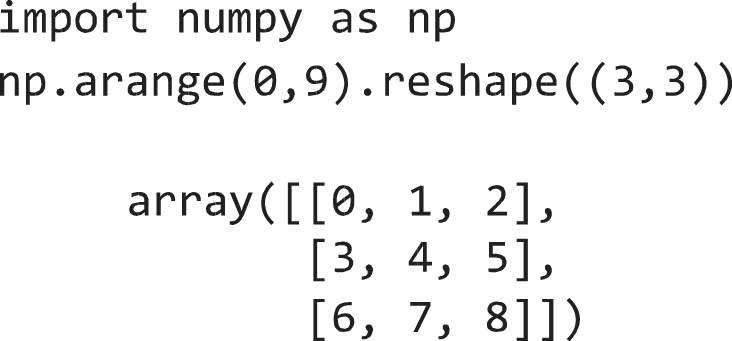 import numpy as np
np.arange(0,9).reshape((3,3))
array([[0, 1, 2],
[3, 4, 5],
[6, 7, 8]])